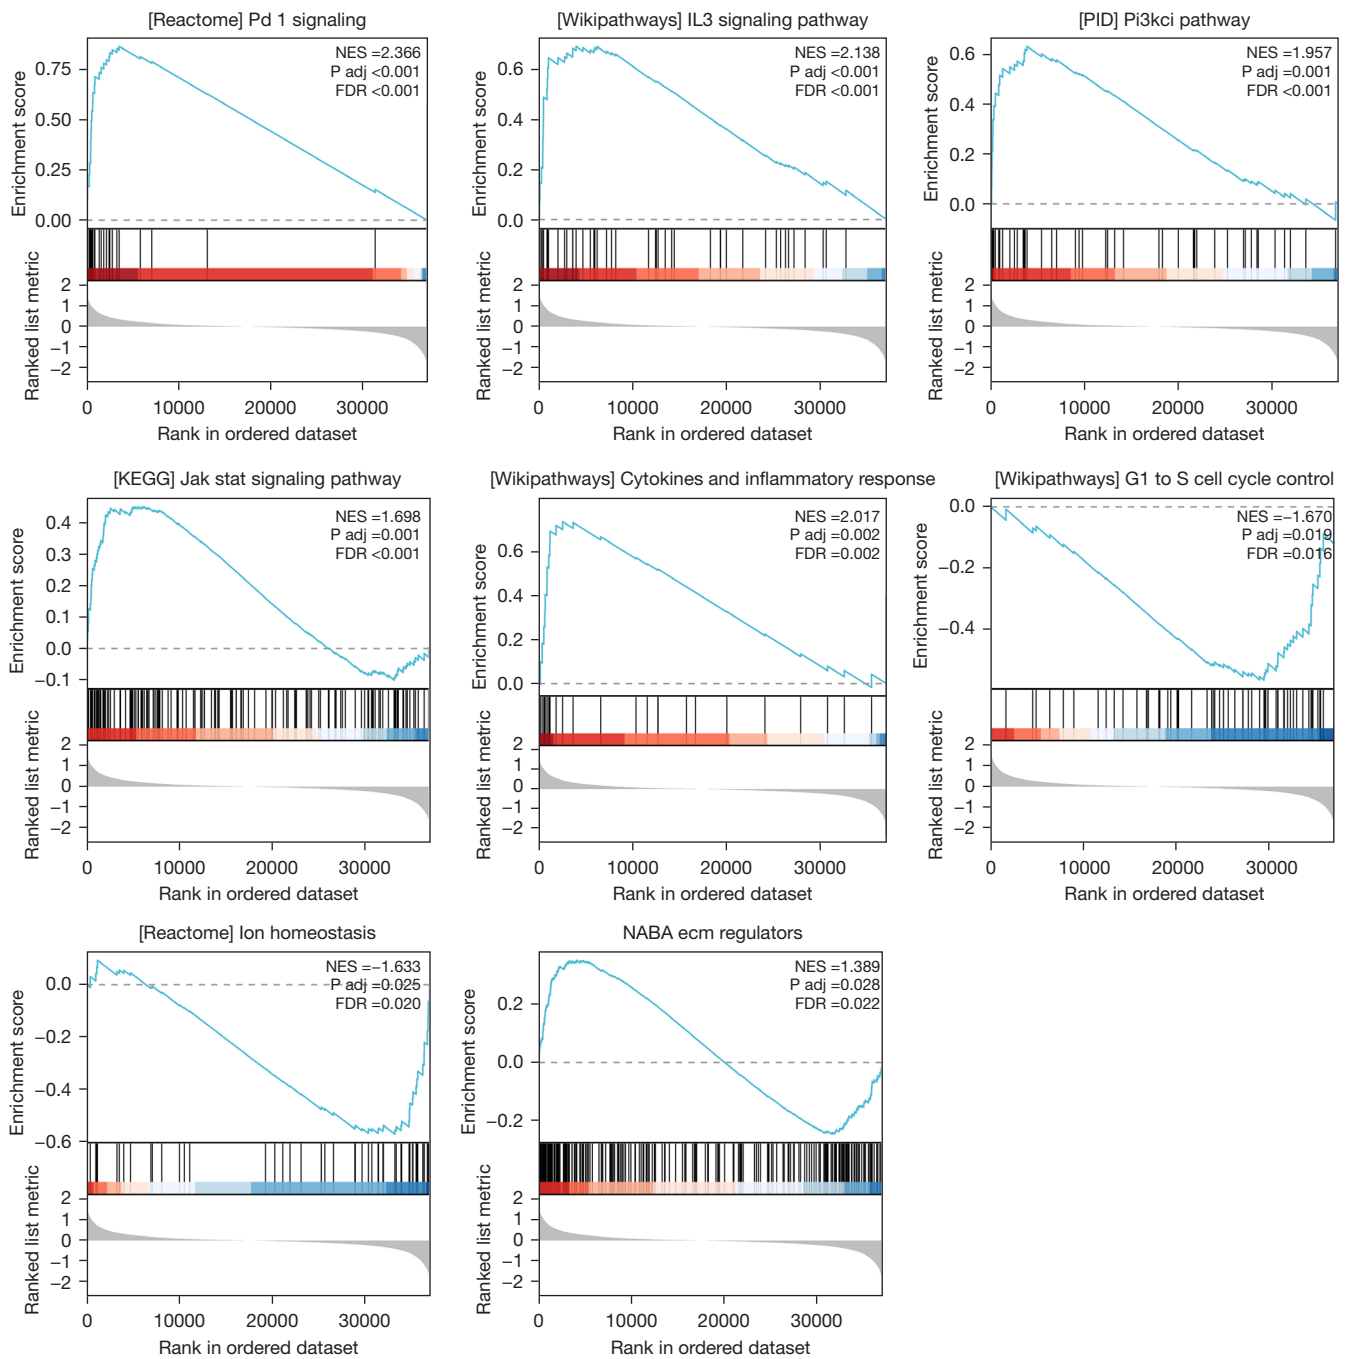 [Reactome] Pd 1 signaling
NES =2.366
P adj <0.001
FDR <0.001
Enrichment score
0.75
0.50
0.25
0.00
Ranked list metric
2
1
0
−1
−2
0 10000 20000 30000
Rank in ordered dataset
[Wikipathways] IL3 signaling pathway
NES =2.138
P adj <0.001
FDR <0.001
Enrichment score
0.6
0.4
0.2
0.0
Ranked list metric
2
1
0
−1
−2
0 10000 20000 30000
Rank in ordered dataset
[PID] Pi3kci pathway
NES =1.957
P adj =0.001
FDR <0.001
Enrichment score
0.6
0.4
0.2
0.0
Ranked list metric
2
1
0
−1
−2
0 10000 20000 30000
Rank in ordered dataset
[KEGG] Jak stat signaling pathway
NES =1.698
P adj =0.001
FDR <0.001
Enrichment score
0.4
0.3
0.2
0.1
0.0
−0.1
Ranked list metric
2
1
0
−1
−2
0 10000 20000 30000
Rank in ordered dataset
[Wikipathways] Cytokines and inflammatory response
NES =2.017
P adj =0.002
FDR =0.002
Enrichment score
0.6
0.4
0.2
0.0
Ranked list metric
2
1
0
−1
−2
0 10000 20000 30000
Rank in ordered dataset
[Wikipathways] G1 to S cell cycle control
NES =−1.670
P adj =0.019
FDR =0.016
Enrichment score
0.0
−0.2
−0.4
Ranked list metric
2
1
0
−1
−2
0 10000 20000 30000
Rank in ordered dataset
[Reactome] Ion homeostasis
NES =−1.633
P adj =0.025
FDR =0.020
Enrichment score
0.0
−0.2
−0.4
−0.6
Ranked list metric
2
1
0
−1
−2
0 10000 20000 30000
Rank in ordered dataset
NABA ecm regulators
NES =1.389
P adj =0.028
FDR =0.022
Enrichment score
0.2
0.0
−0.2
Ranked list metric
2
1
0
−1
−2
0 10000 20000 30000
Rank in ordered dataset